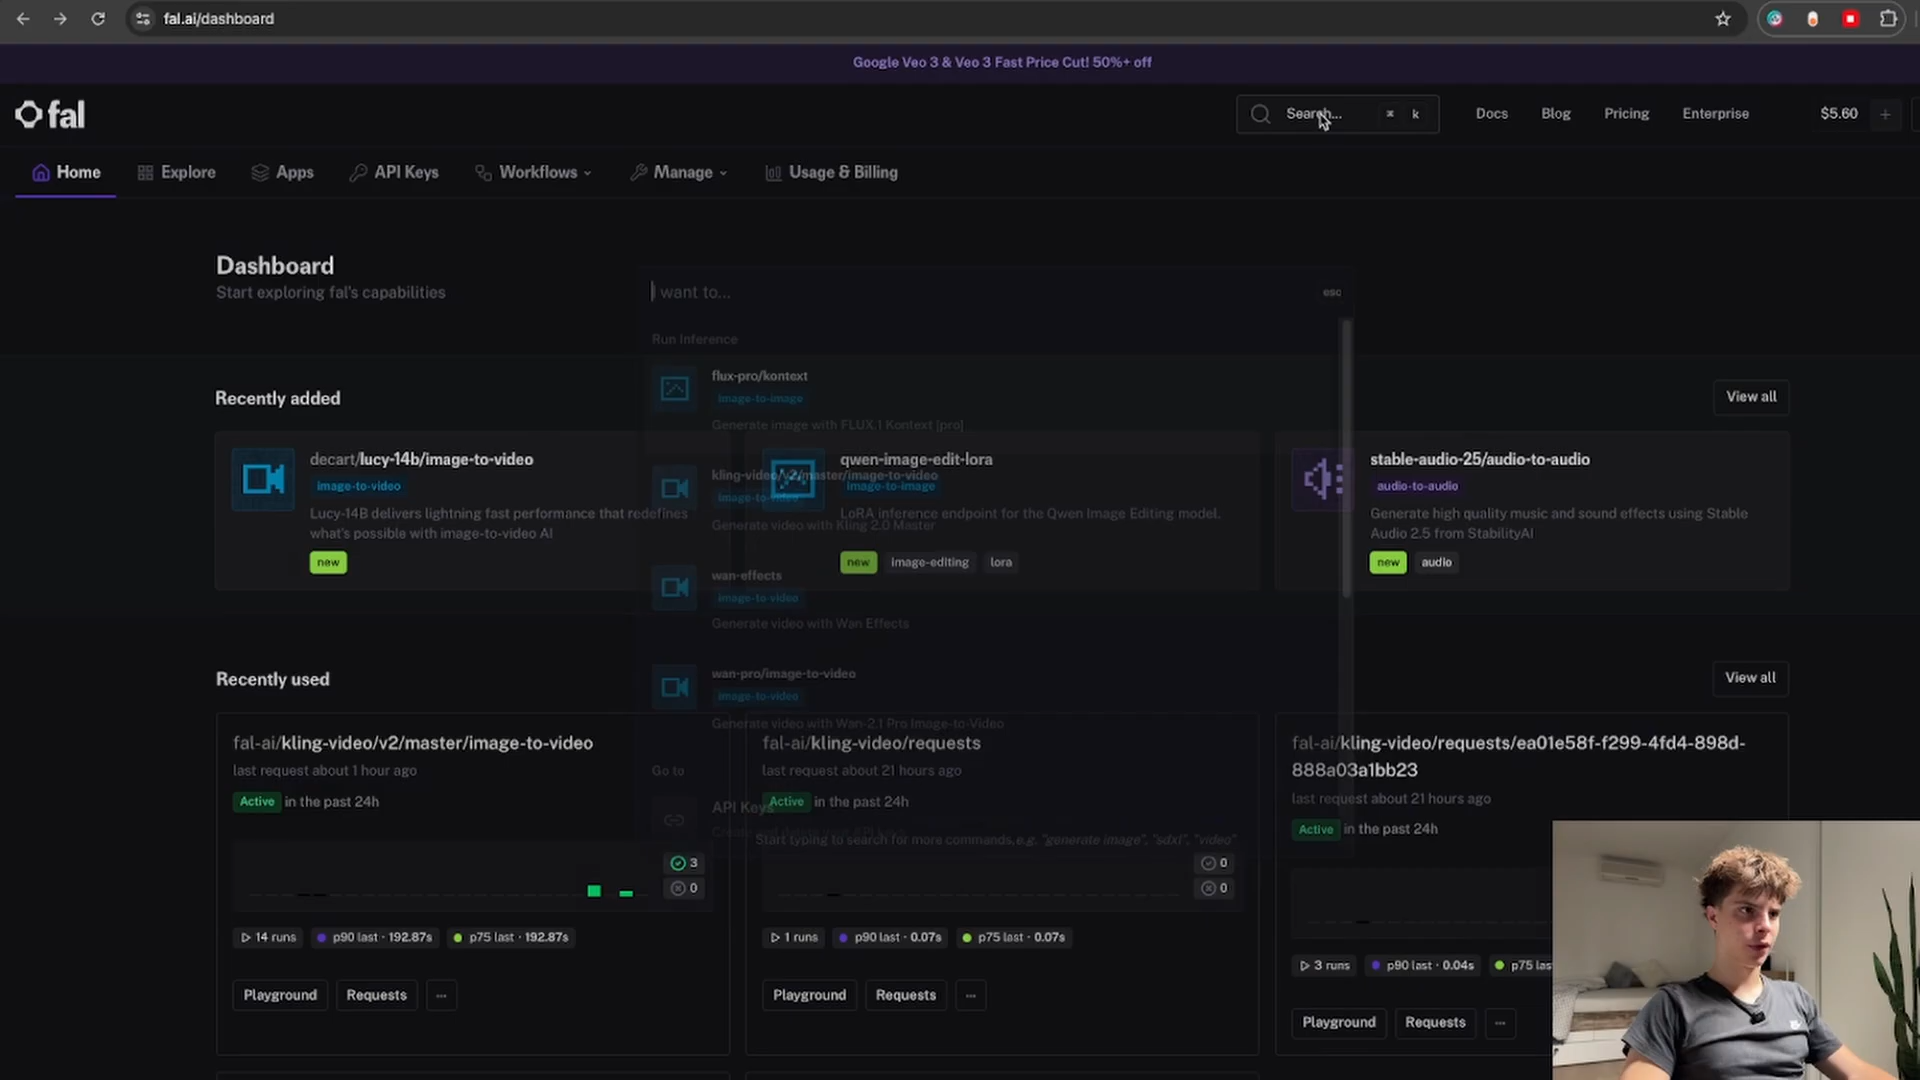 fal.ai/dashboard
Google Veo 3 & Veo 3 Fast Price Cut! 50%+ off
fal
Search... ⌘ k
Docs
Blog
Pricing
Enterprise
$5.60 +
Home
Explore
Apps
API Keys
Workflows
Manage
Usage & Billing
Dashboard
Start exploring fal's capabilities
I want to...
esc
Run Inference
flux-pro/kontext
image-to-image
Generate image with FLUX.1 Kontext [pro]
kling-video/v2/master/image-to-video
image-to-video
Generate video with Kling 2.0 Master
wan-effects
image-to-video
Generate video with Wan Effects
wan-pro/image-to-video
image-to-video
Generate video with Wan-2.1 Pro Image-to-Video
Go to
API Keys
Start typing to search for more commands, e.g. "generate image", "sdxl", "video"
Recently added
View all
decart/lucy-14b/image-to-video
image-to-video
Lucy-14B delivers lightning fast performance that redefines
what's possible with image-to-video AI
new
qwen-image-edit-lora
image-to-image
LoRA inference endpoint for the Qwen Image Editing model.
new image-editing lora
stable-audio-25/audio-to-audio
audio-to-audio
Generate high quality music and sound effects using Stable
Audio 2.5 from StabilityAI
new audio
Recently used
View all
fal-ai/kling-video/v2/master/image-to-video
last request about 1 hour ago
Active in the past 24h
3
0
14 runs p90 last · 192.87s p75 last · 192.87s
Playground Requests ...
fal-ai/kling-video/requests
last request about 21 hours ago
Active in the past 24h
0
0
1 runs p90 last · 0.07s p75 last · 0.07s
Playground Requests ...
fal-ai/kling-video/requests/ea01e58f-f299-4fd4-898d-
888a03a1bb23
last request about 21 hours ago
Active in the past 24h
3 runs p90 last · 0.04s p75 las
Playground Requests ...